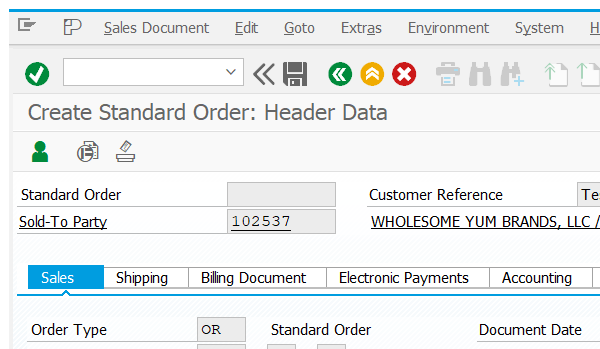 Sales Document Edit Goto Extras Environment System
Create Standard Order: Header Data
Standard Order Customer Reference
Sold-To Party 102537 WHOLESOME YUM BRANDS, LLC /
Sales Shipping Billing Document Electronic Payments Accounting
Order Type OR Standard Order Document Date